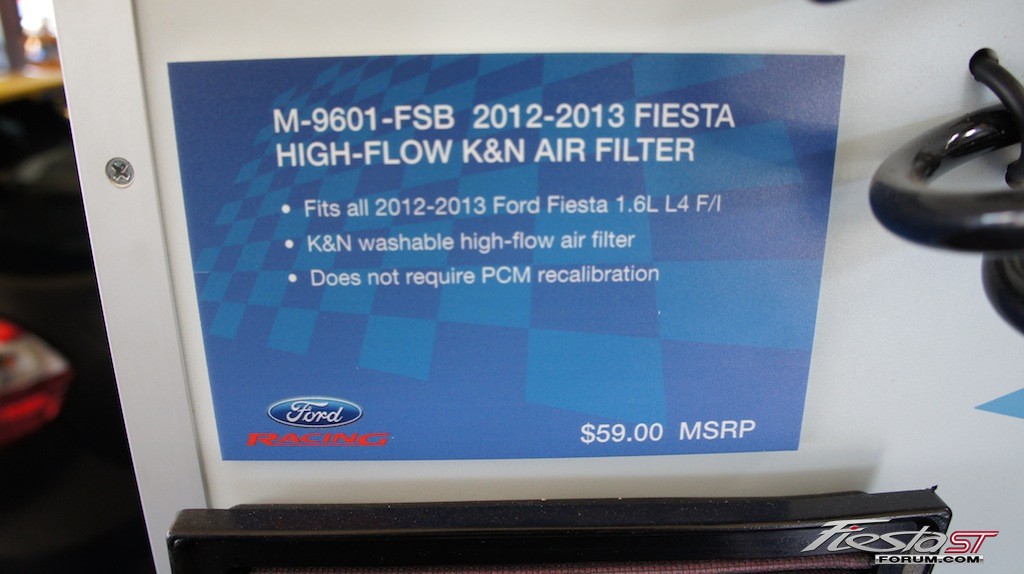 M-9601-FSB 2012-2013 FIESTA
HIGH-FLOW K&N AIR FILTER
• Fits all 2012-2013 Ford Fiesta 1.6L L4 F/I
• K&N washable high-flow air filter
• Does not require PCM recalibration
Ford
RACING
$59.00 MSRP
FiestaST
FORUM.COM